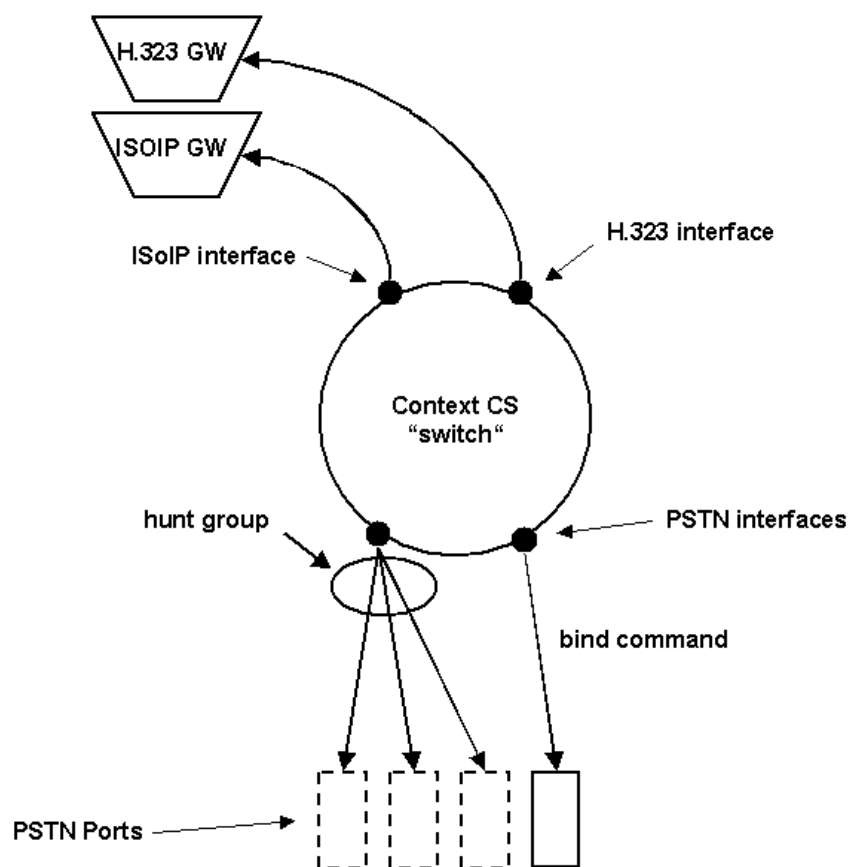 H.323 GW
ISOIP GW
ISoIP interface
H.323 interface
Context CS
“switch“
hunt group
PSTN interfaces
bind command
PSTN Ports